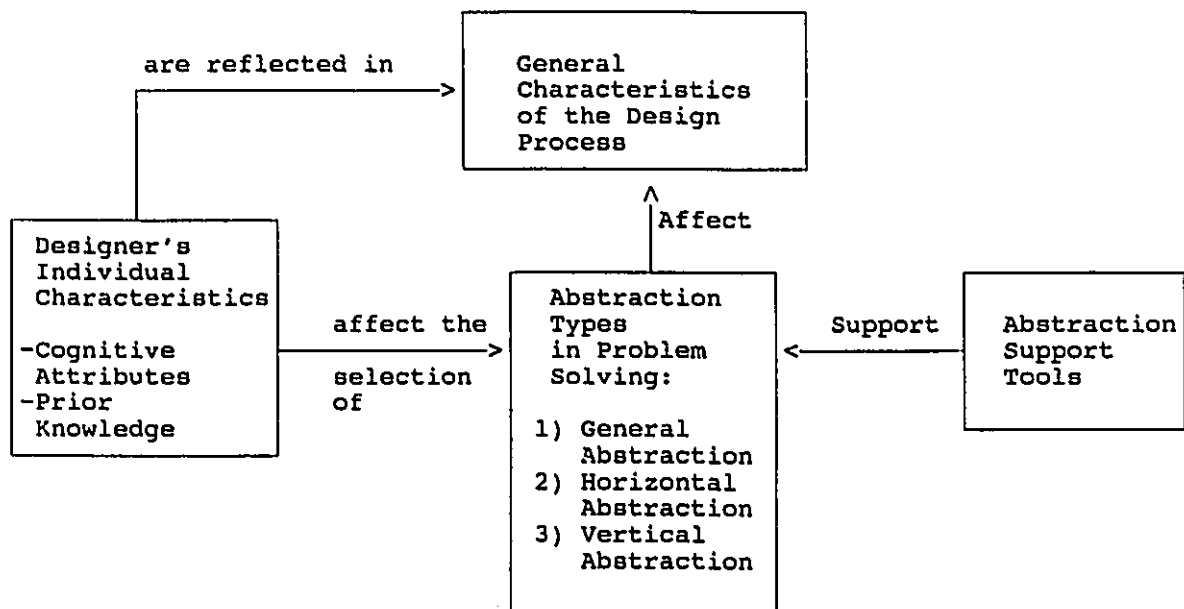 are reflected in
General
Characteristics
of the Design
Process
Affect
Designer's
Individual
Characteristics
-Cognitive
Attributes
-Prior
Knowledge
affect the
selection
of
Abstraction
Types
in Problem
Solving:
1) General
Abstraction
2) Horizontal
Abstraction
3) Vertical
Abstraction
Support
Abstraction
Support
Tools